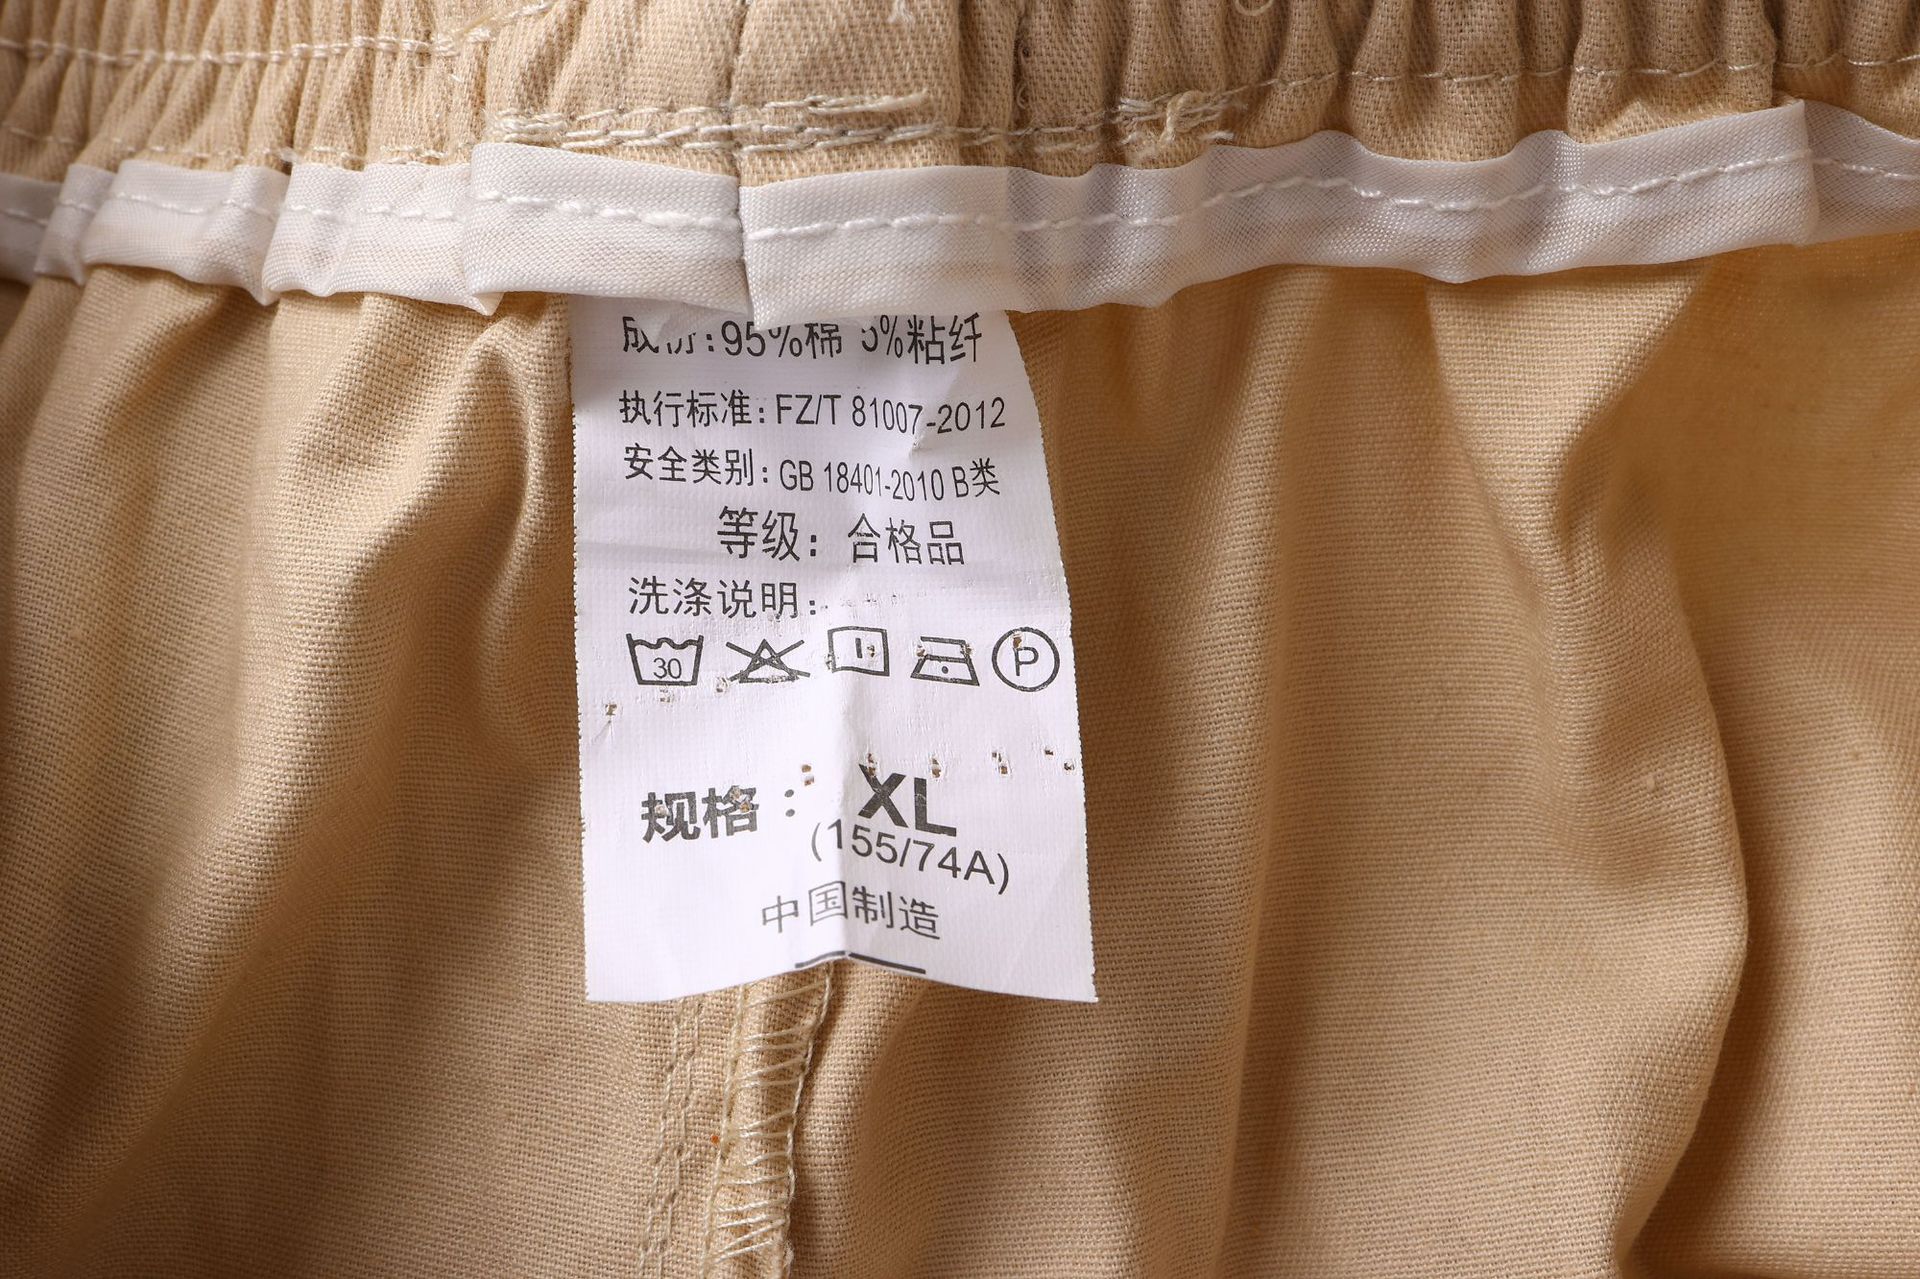 成份:95%棉 5%粘纤
执行标准:FZ/T 81007-2012
安全类别:GB 18401-2010 B类
等级:合格品
洗涤说明:
30 P
规格:XL
(155/74A)
中国制造